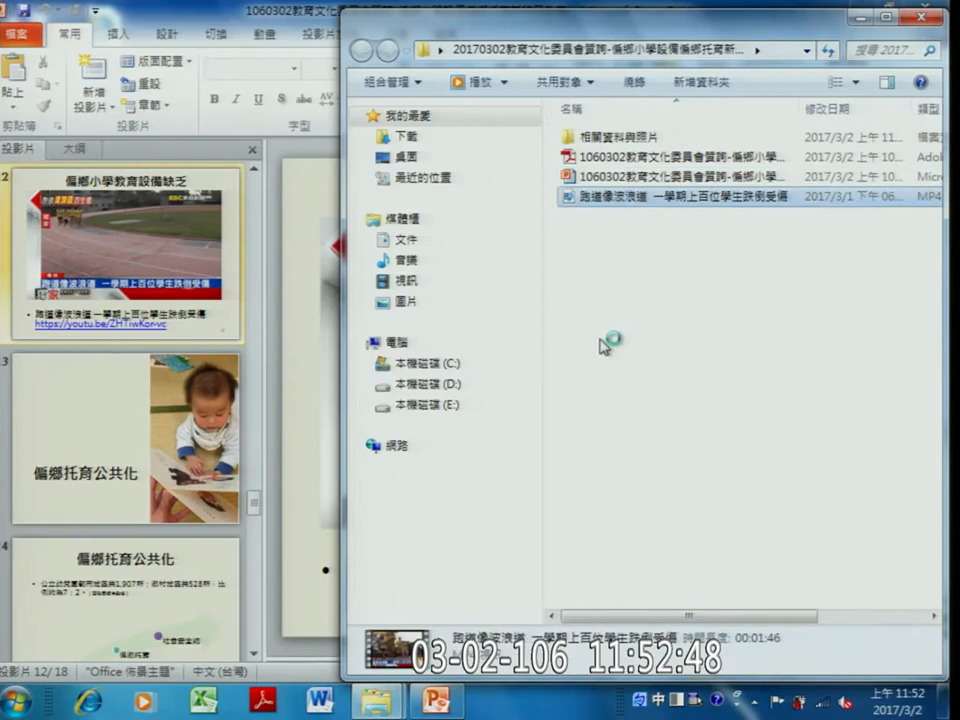 1060302教育文化
檔案
常用
插入
設計
切換
動畫
投影片
貼上
新增
投影片
版面配置
重設
章節
剪貼簿
投影片
字型
B I U S abc AV
投影片
大綱
12
偏鄉小學教育設備缺乏
跑道像波浪道 一學期上百位學生跌倒受傷
• 跑道像波浪道 一學期上百位學生跌倒受傷
https://youtu.be/ZHTiwKor-vc
13
偏鄉托育公共化
14
偏鄉托育公共化
社會安全網
投影片 12/18
"Office 佈景主題"
中文 (台灣)
20170302教育文化委員會質詢-偏鄉小學設備偏鄉托育新...
搜尋 2017...
組合管理
播放
共用對象
燒錄
新增資料夾
名稱
修改日期
類型
我的最愛
下載
桌面
最近的位置
媒體櫃
文件
音樂
視訊
圖片
電腦
本機磁碟 (C:)
本機磁碟 (D:)
本機磁碟 (E:)
網路
相關資料與照片
2017/3/2 上午 11...
檔案
1060302教育文化委員會質詢-偏鄉小學...
2017/3/2 上午 10...
Adob
1060302教育文化委員會質詢-偏鄉小學...
2017/3/2 上午 10...
Micr
跑道像波浪道 一學期上百位學生跌倒受傷
2017/3/1 下午 06...
MP4
跑道像波浪道 一學期上百位學生跌倒受傷
時間長度: 00:01:46
03-02-106 11:52:48
中
上午 11:52
2017/3/2